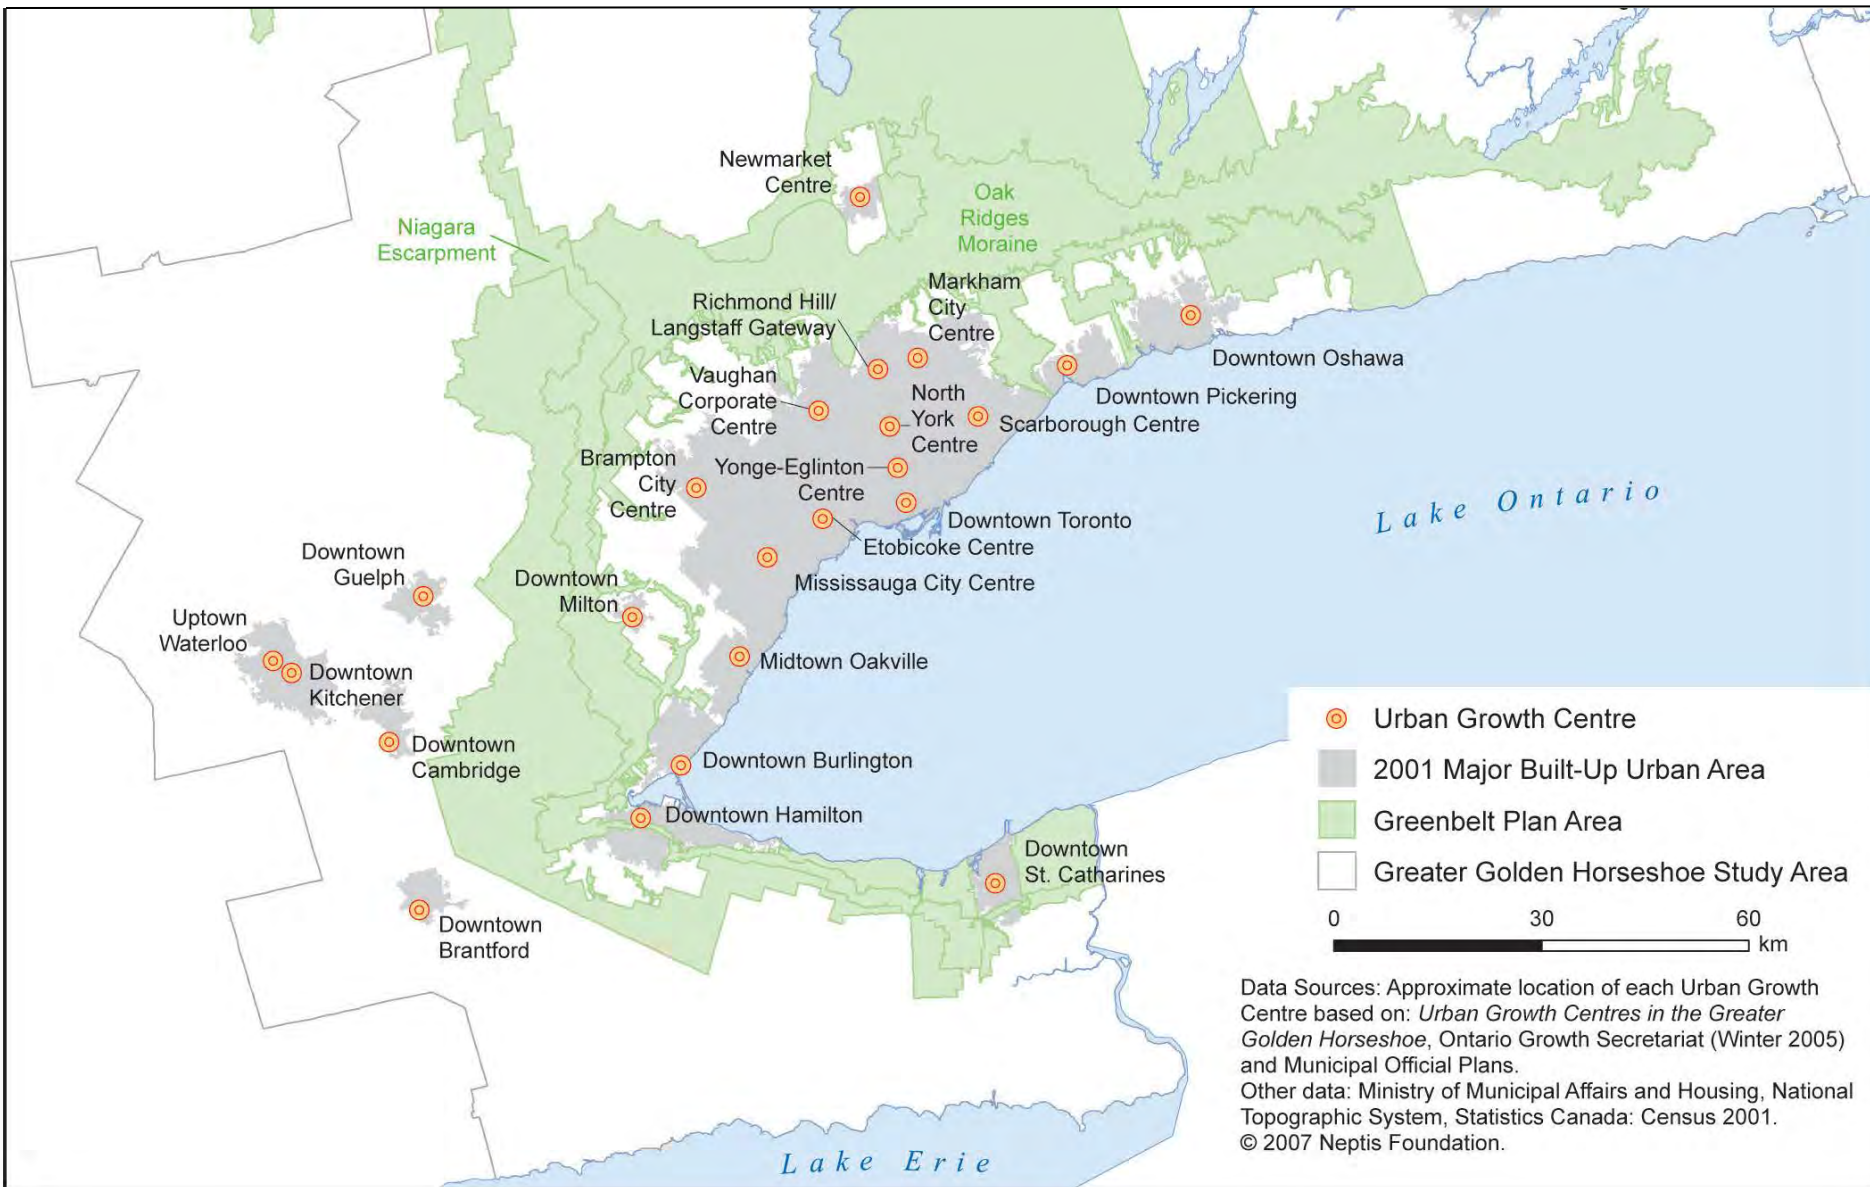 Newmarket
Centre
Oak
Ridges
Moraine
Niagara
Escarpment
Markham
City
Centre
Richmond Hill/
Langstaff Gateway
Downtown Oshawa
Vaughan
Corporate
Centre
North
York
Centre
Downtown Pickering
Scarborough Centre
Brampton
City
Centre
Yonge-Eglinton
Centre
Lake Ontario
Downtown Toronto
Etobicoke Centre
Downtown
Guelph
Downtown
Milton
Mississauga City Centre
Uptown
Waterloo
Downtown
Kitchener
Midtown Oakville
Downtown
Cambridge
Downtown Burlington
Downtown Hamilton
Downtown
St. Catharines
Downtown
Brantford
Urban Growth Centre
2001 Major Built-Up Urban Area
Greenbelt Plan Area
Greater Golden Horseshoe Study Area
0 30 60
km
Data Sources: Approximate location of each Urban Growth
Centre based on: Urban Growth Centres in the Greater
Golden Horseshoe, Ontario Growth Secretariat (Winter 2005)
and Municipal Official Plans.
Other data: Ministry of Municipal Affairs and Housing, National
Topographic System, Statistics Canada: Census 2001.
© 2007 Neptis Foundation.
Lake Erie